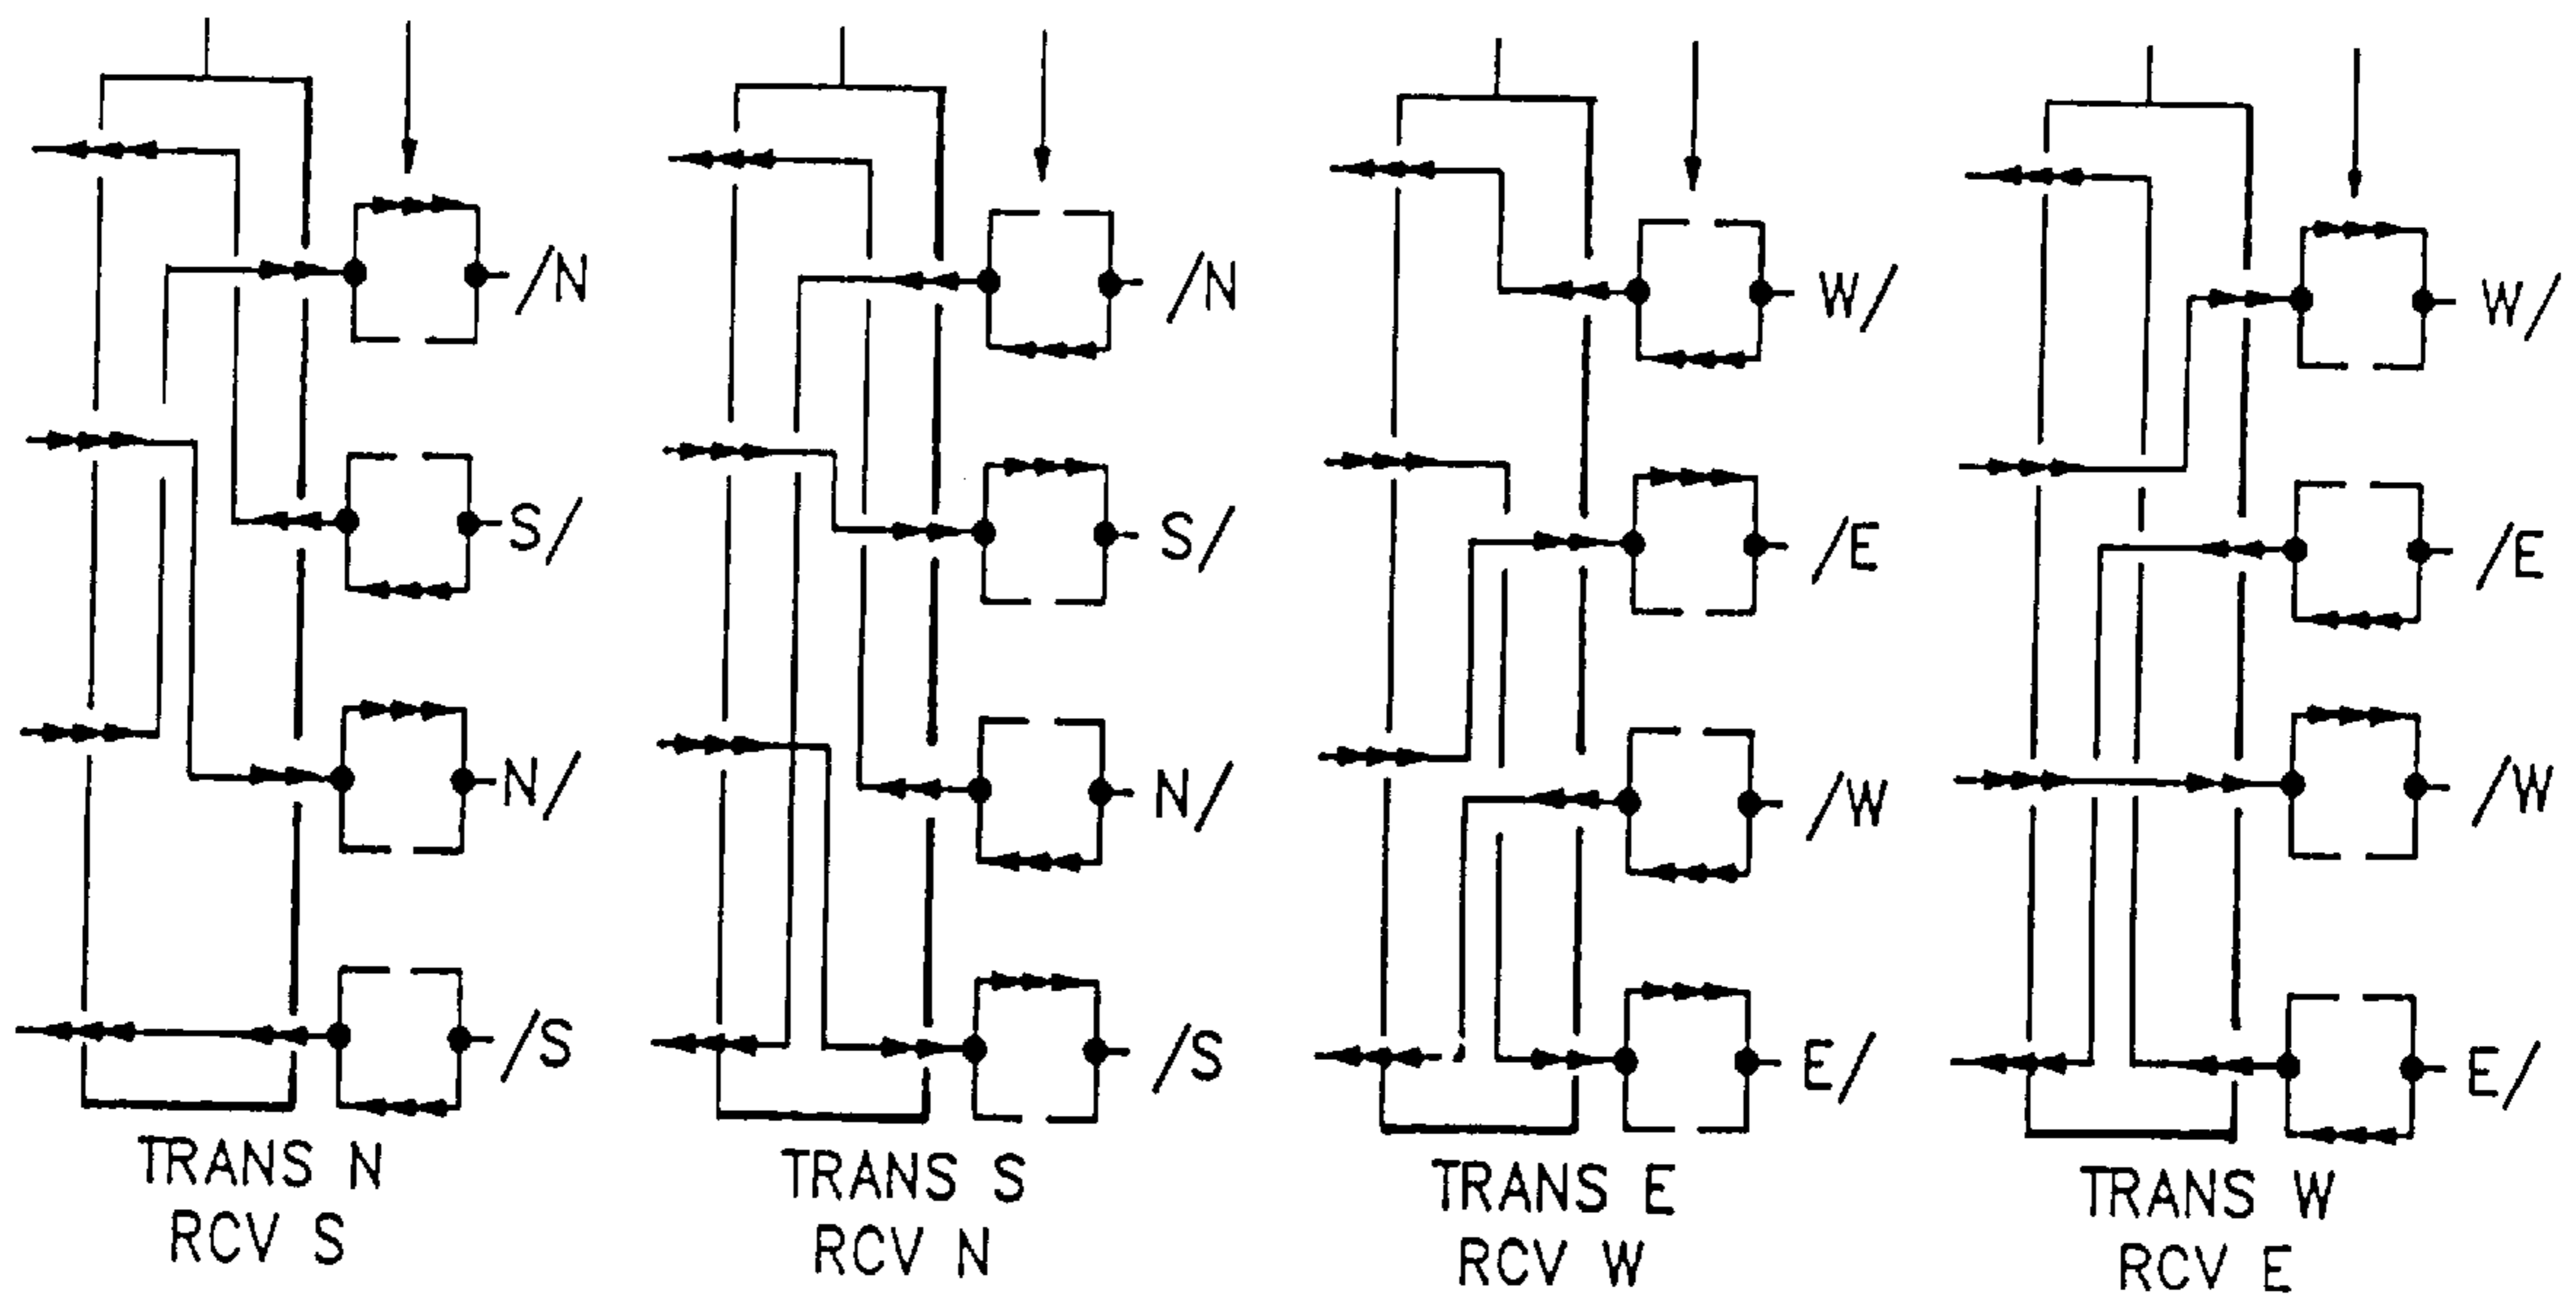 /N
S/
N/
/S
TRANS N
RCV S
/N
S/
N/
/S
TRANS S
RCV N
W/
/E
/W
E/
TRANS E
RCV W
W/
/E
/W
E/
TRANS W
RCV E